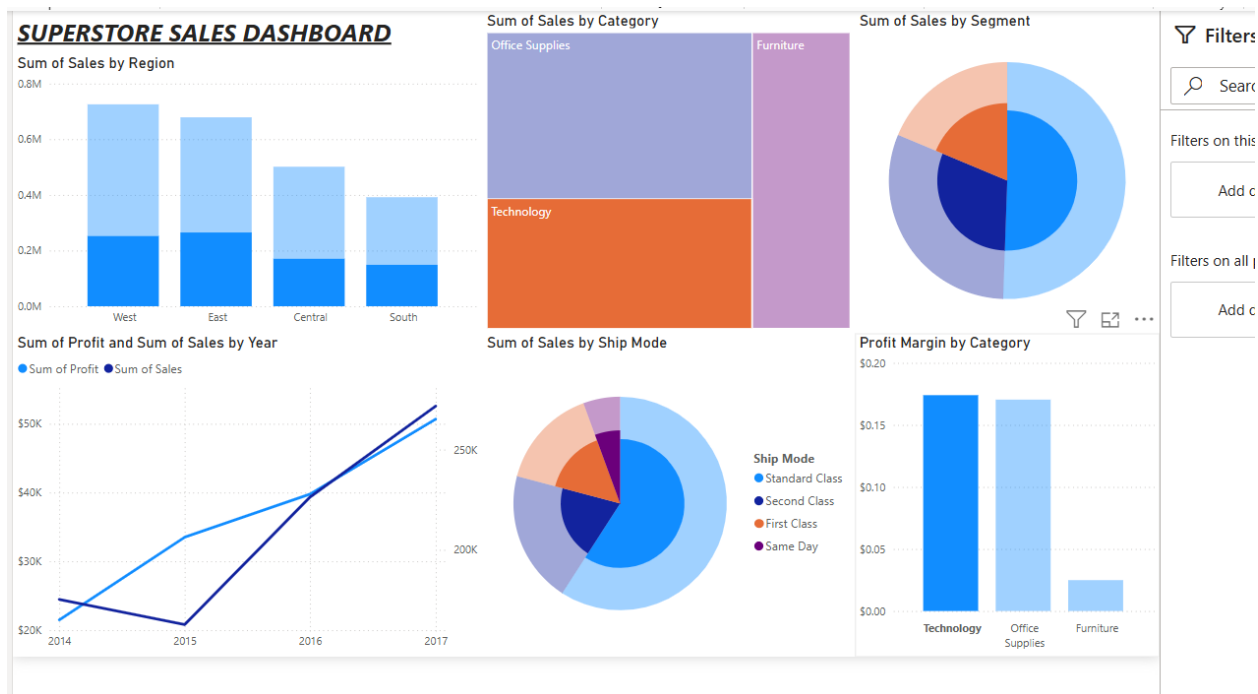 SUPERSTORE SALES DASHBOARD
Sum of Sales by Region
0.8M
0.6M
0.4M
0.2M
0.0M
West East Central South
Sum of Sales by Category
Office Supplies
Furniture
Technology
Sum of Sales by Segment
Sum of Profit and Sum of Sales by Year
Sum of Profit Sum of Sales
$50K
$40K
$30K
$20K
250K
200K
2014 2015 2016 2017
Sum of Sales by Ship Mode
Ship Mode
Standard Class
Second Class
First Class
Same Day
Profit Margin by Category
$0.20
$0.15
$0.10
$0.05
$0.00
Technology
Office
Supplies
Furniture
Filters
Sear
Filters on this
Add
Filters on all
Add